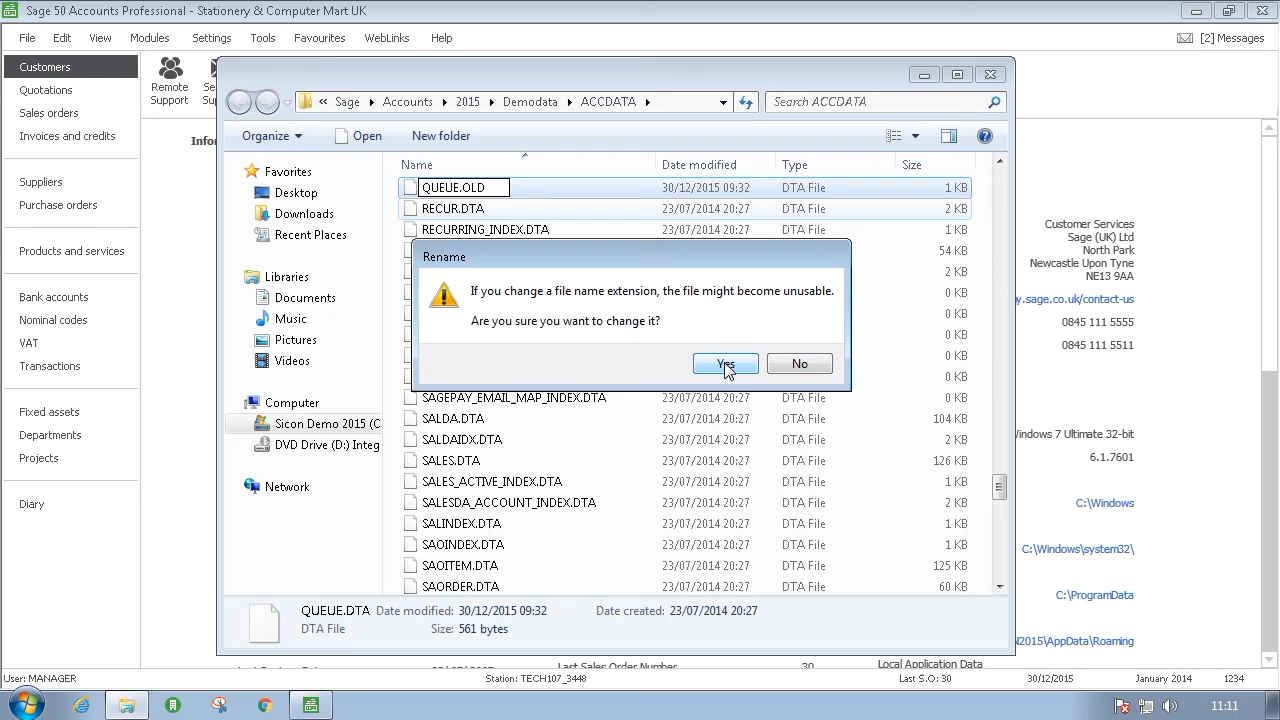 Sage 50 Accounts Professional - Stationery & Computer Mart UK
File Edit View Modules Settings Tools Favourites WebLinks Help [2] Messages
Customers
Quotations
Sales orders
Invoices and credits
Suppliers
Purchase orders
Products and services
Bank accounts
Nominal codes
VAT
Transactions
Fixed assets
Departments
Projects
Diary
Remote
Support
« Sage Accounts 2015 Demodata ACCDATA
Search ACCDATA
Organize Open New folder
Favorites
Desktop
Downloads
Recent Places
Libraries
Documents
Music
Pictures
Videos
Computer
Sicon Demo 2015 (C
DVD Drive (D:) Integ
Network
Name Date modified Type Size
QUEUE.OLD 30/12/2015 09:32 DTA File 1 KB
RECUR.DTA 23/07/2014 20:27 DTA File 2 KB
RECURRING_INDEX.DTA 23/07/2014 20:27 DTA File 1 KB
54 KB
2 KB
0 KB
0 KB
0 KB
0 KB
0 KB
SAGEPAY_EMAIL_MAP_INDEX.DTA 23/07/2014 20:27 DTA File 0 KB
SALDA.DTA 23/07/2014 20:27 DTA File 104 KB
SALDAIDX.DTA 23/07/2014 20:27 DTA File 2 KB
SALES.DTA 23/07/2014 20:27 DTA File 126 KB
SALES_ACTIVE_INDEX.DTA 23/07/2014 20:27 DTA File 1 KB
SALESDA_ACCOUNT_INDEX.DTA 23/07/2014 20:27 DTA File 2 KB
SALINDEX.DTA 23/07/2014 20:27 DTA File 1 KB
SAOINDEX.DTA 23/07/2014 20:27 DTA File 1 KB
SAOITEM.DTA 23/07/2014 20:27 DTA File 125 KB
SAORDER.DTA 23/07/2014 20:27 DTA File 60 KB
Rename
If you change a file name extension, the file might become unusable.
Are you sure you want to change it?
Yes No
QUEUE.DTA Date modified: 30/12/2015 09:32 Date created: 23/07/2014 20:27
DTA File Size: 561 bytes
Customer Services
Sage (UK) Ltd
North Park
Newcastle Upon Tyne
NE13 9AA
y.sage.co.uk/contact-us
0845 111 5555
0845 111 5511
Windows 7 Ultimate 32-bit
6.1.7601
C:\Windows
C:\Windows\system32\
C:\ProgramData
N2015\AppData\Roaming
Last Sales Order Number 30 Local Application Data
User: MANAGER Station: TECH107_3448 Last S.O: 30 30/12/2015 January 2014 1234
11:11